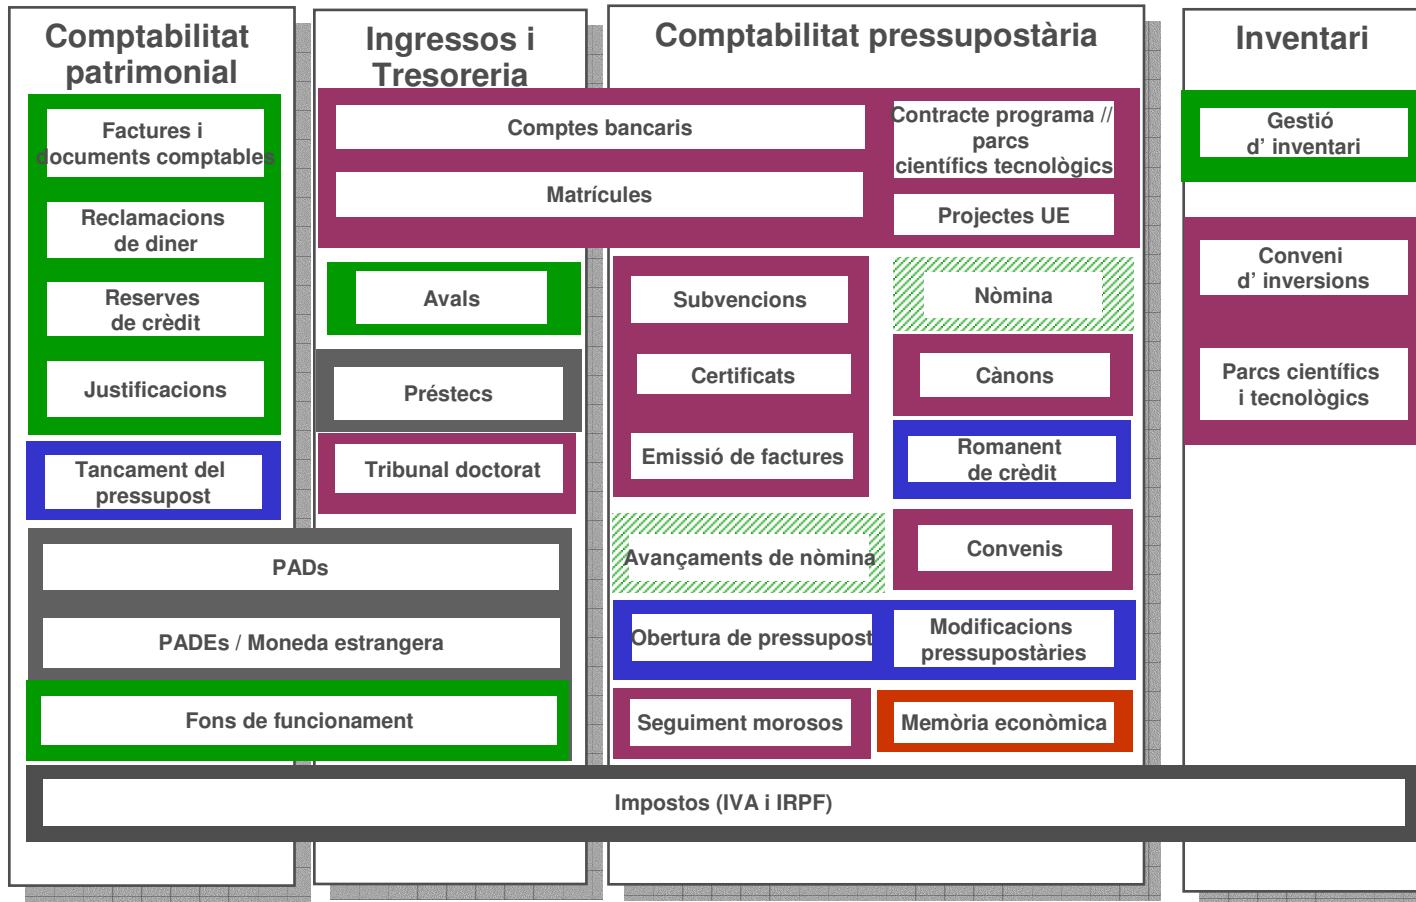 Comptabilitat
patrimonial
Factures i
documents comptables
Reclamacions
de diner
Reserves
de crèdit
Justificacions
Tancament del
pressupost
Ingressos i
Tresoreria
Comptabilitat pressupostària
Comptes bancaris
Matrícules
Contracte programa //
parcs
científics tecnològics
Projectes UE
Avals
Préstecs
Tribunal doctorat
PADs
PADEs / Moneda estrangera
Fons de funcionament
Subvencions
Certificats
Emissió de factures
Nòmina
Cànons
Romanent
de crèdit
Avançaments de nòmina
Convenis
Obertura de pressupost
Modificacions
pressupostàries
Seguiment morosos
Memòria econòmica
Inventari
Gestió
d’ inventari
Conveni
d’ inversions
Parcs científics
i tecnològics
Impostos (IVA i IRPF)